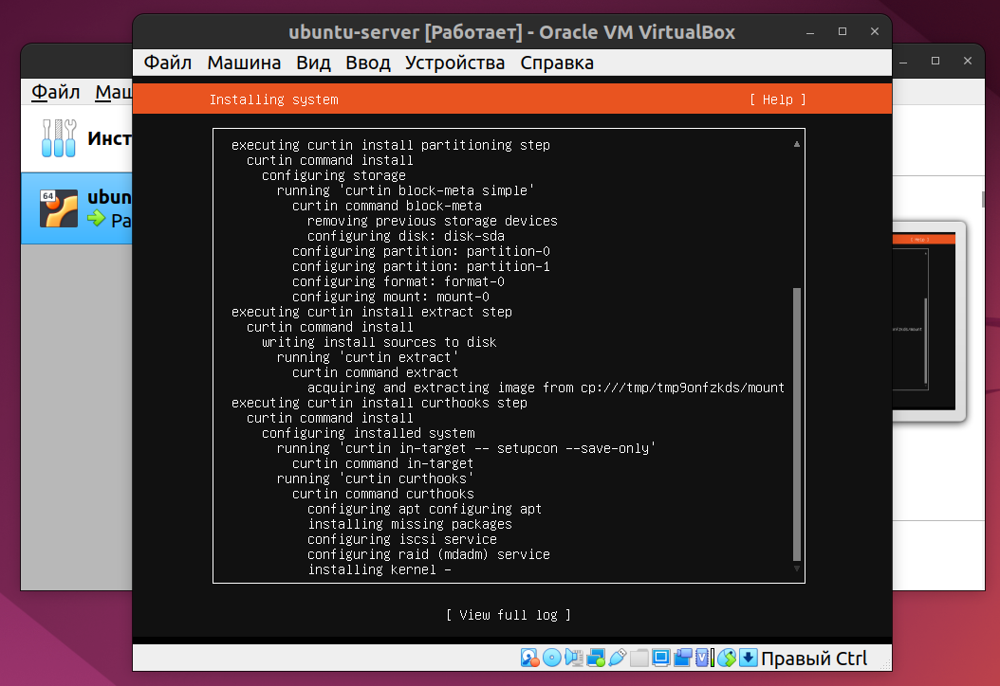 ubuntu-server [Работает] - Oracle VM VirtualBox
Файл Машина Вид Ввод Устройства Справка
Файл Маш
Инст
64
ubun
Ра
Installing system [ Help ]
executing curtin install partitioning step
curtin command install
configuring storage
running 'curtin block-meta simple'
curtin command block-meta
removing previous storage devices
configuring disk: disk-sda
configuring partition: partition-0
configuring partition: partition-1
configuring format: format-0
configuring mount: mount-0
executing curtin install extract step
curtin command install
writing install sources to disk
running 'curtin extract'
curtin command extract
acquiring and extracting image from cp:///tmp/tmp9onfzkds/mount
executing curtin install curthooks step
curtin command install
configuring installed system
running 'curtin in-target -- setupcon --save-only'
curtin command in-target
running 'curtin curthooks'
curtin command curthooks
configuring apt configuring apt
installing missing packages
configuring iscsi service
configuring raid (mdadm) service
installing kernel -
[ View full log ]
[ Help ]
Правый Ctrl